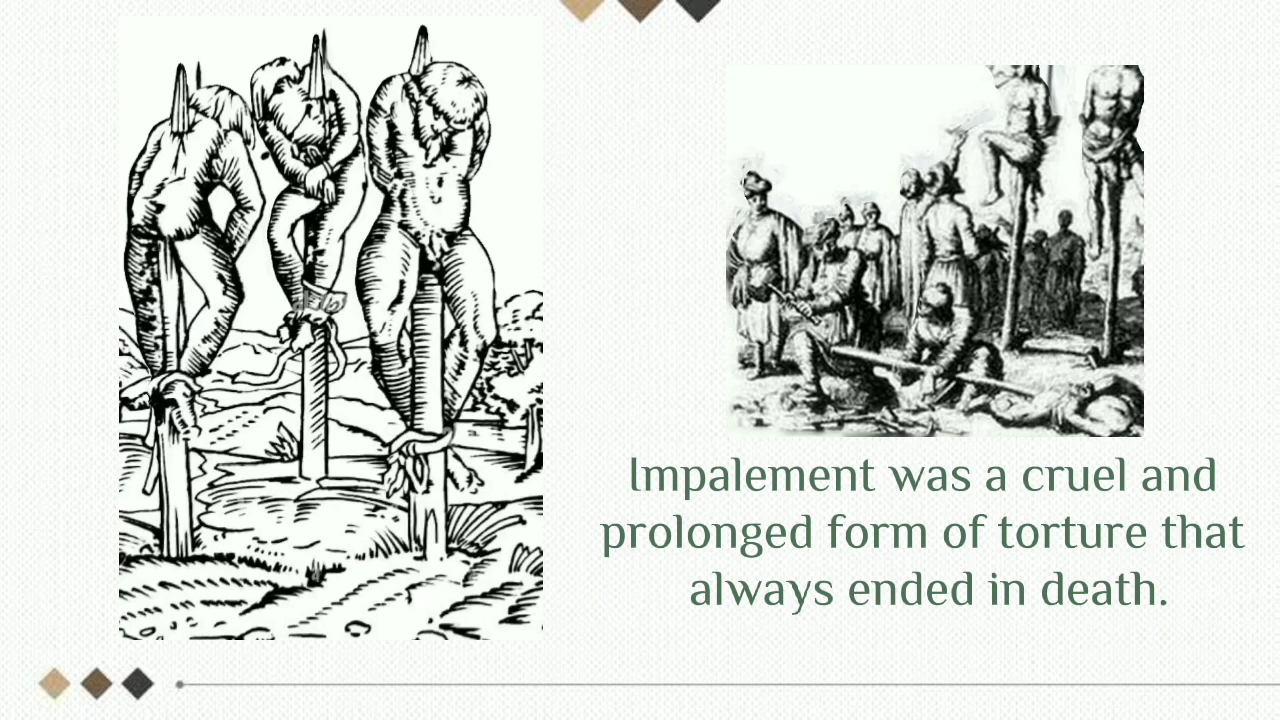 Impalement was a cruel and
prolonged form of torture that
always ended in death.